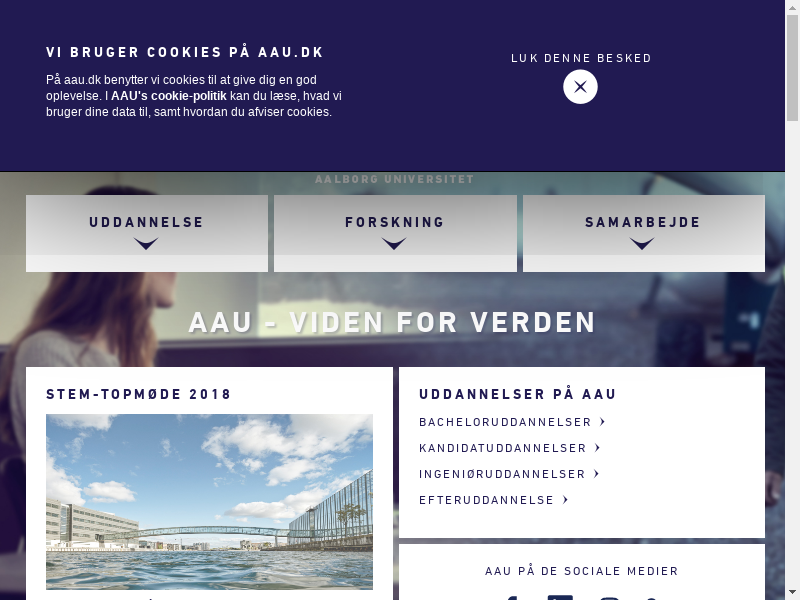 VI BRUGER COOKIES PÅ AAU.DK
På aau.dk benytter vi cookies til at give dig en god
oplevelse. I AAU's cookie-politik kan du læse, hvad vi
bruger dine data til, samt hvordan du afviser cookies.
LUK DENNE BESKED
AALBORG UNIVERSITET
UDDANNELSE
FORSKNING
SAMARBEJDE
AAU - VIDEN FOR VERDEN
STEM-TOPMØDE 2018
UDDANNELSER PÅ AAU
BACHELORUDDANNELSER
KANDIDATUDDANNELSER
INGENIØRUDDANNELSER
EFTERUDDANNELSE
AAU PÅ DE SOCIALE MEDIER